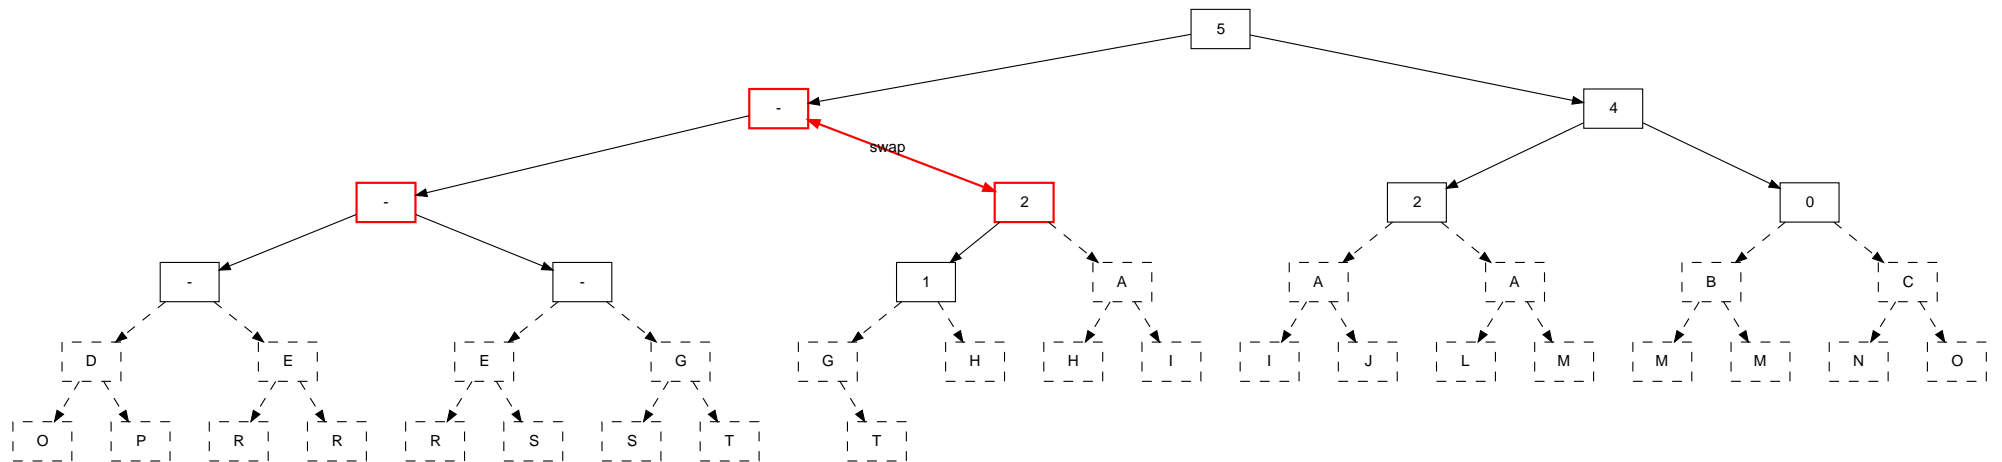 5
- 4
swap
- 2 2 0
- - 1 A A A B C
D E E G G H H I I J L M M M N O
O P R R R S S T T